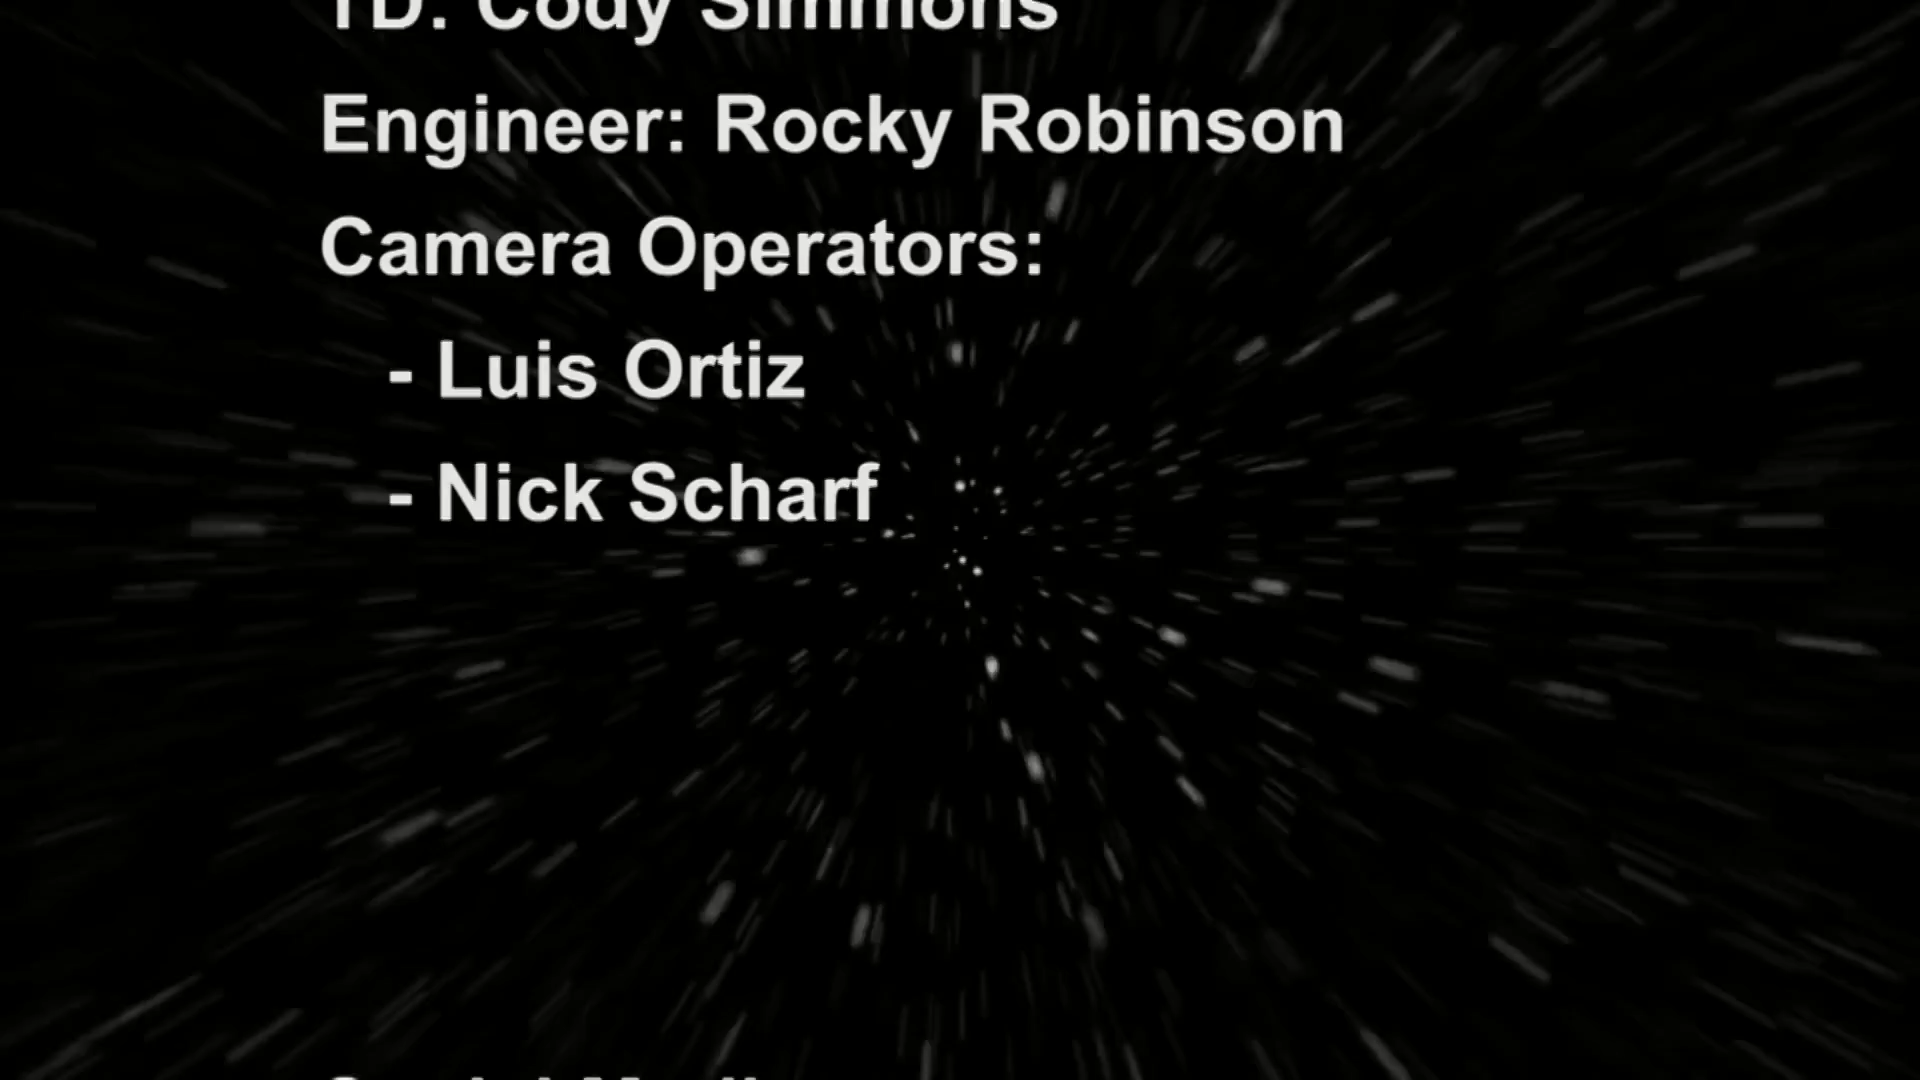 TD: Cody Simmons
Engineer: Rocky Robinson
Camera Operators:
- Luis Ortiz
- Nick Scharf